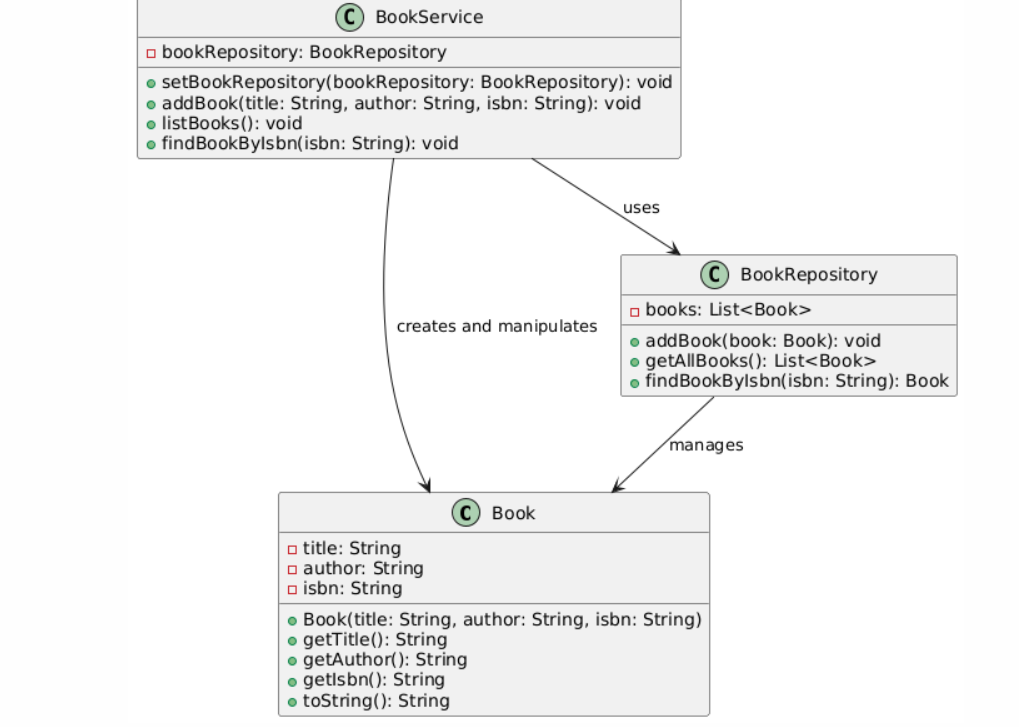 C BookService
bookRepository: BookRepository
setBookRepository(bookRepository: BookRepository): void
addBook(title: String, author: String, isbn: String): void
listBooks(): void
findBookByIsbn(isbn: String): void
uses
C BookRepository
books: List<Book>
addBook(book: Book): void
getAllBooks(): List<Book>
findBookByIsbn(isbn: String): Book
creates and manipulates
manages
C Book
title: String
author: String
isbn: String
Book(title: String, author: String, isbn: String)
getTitle(): String
getAuthor(): String
getIsbn(): String
toString(): String